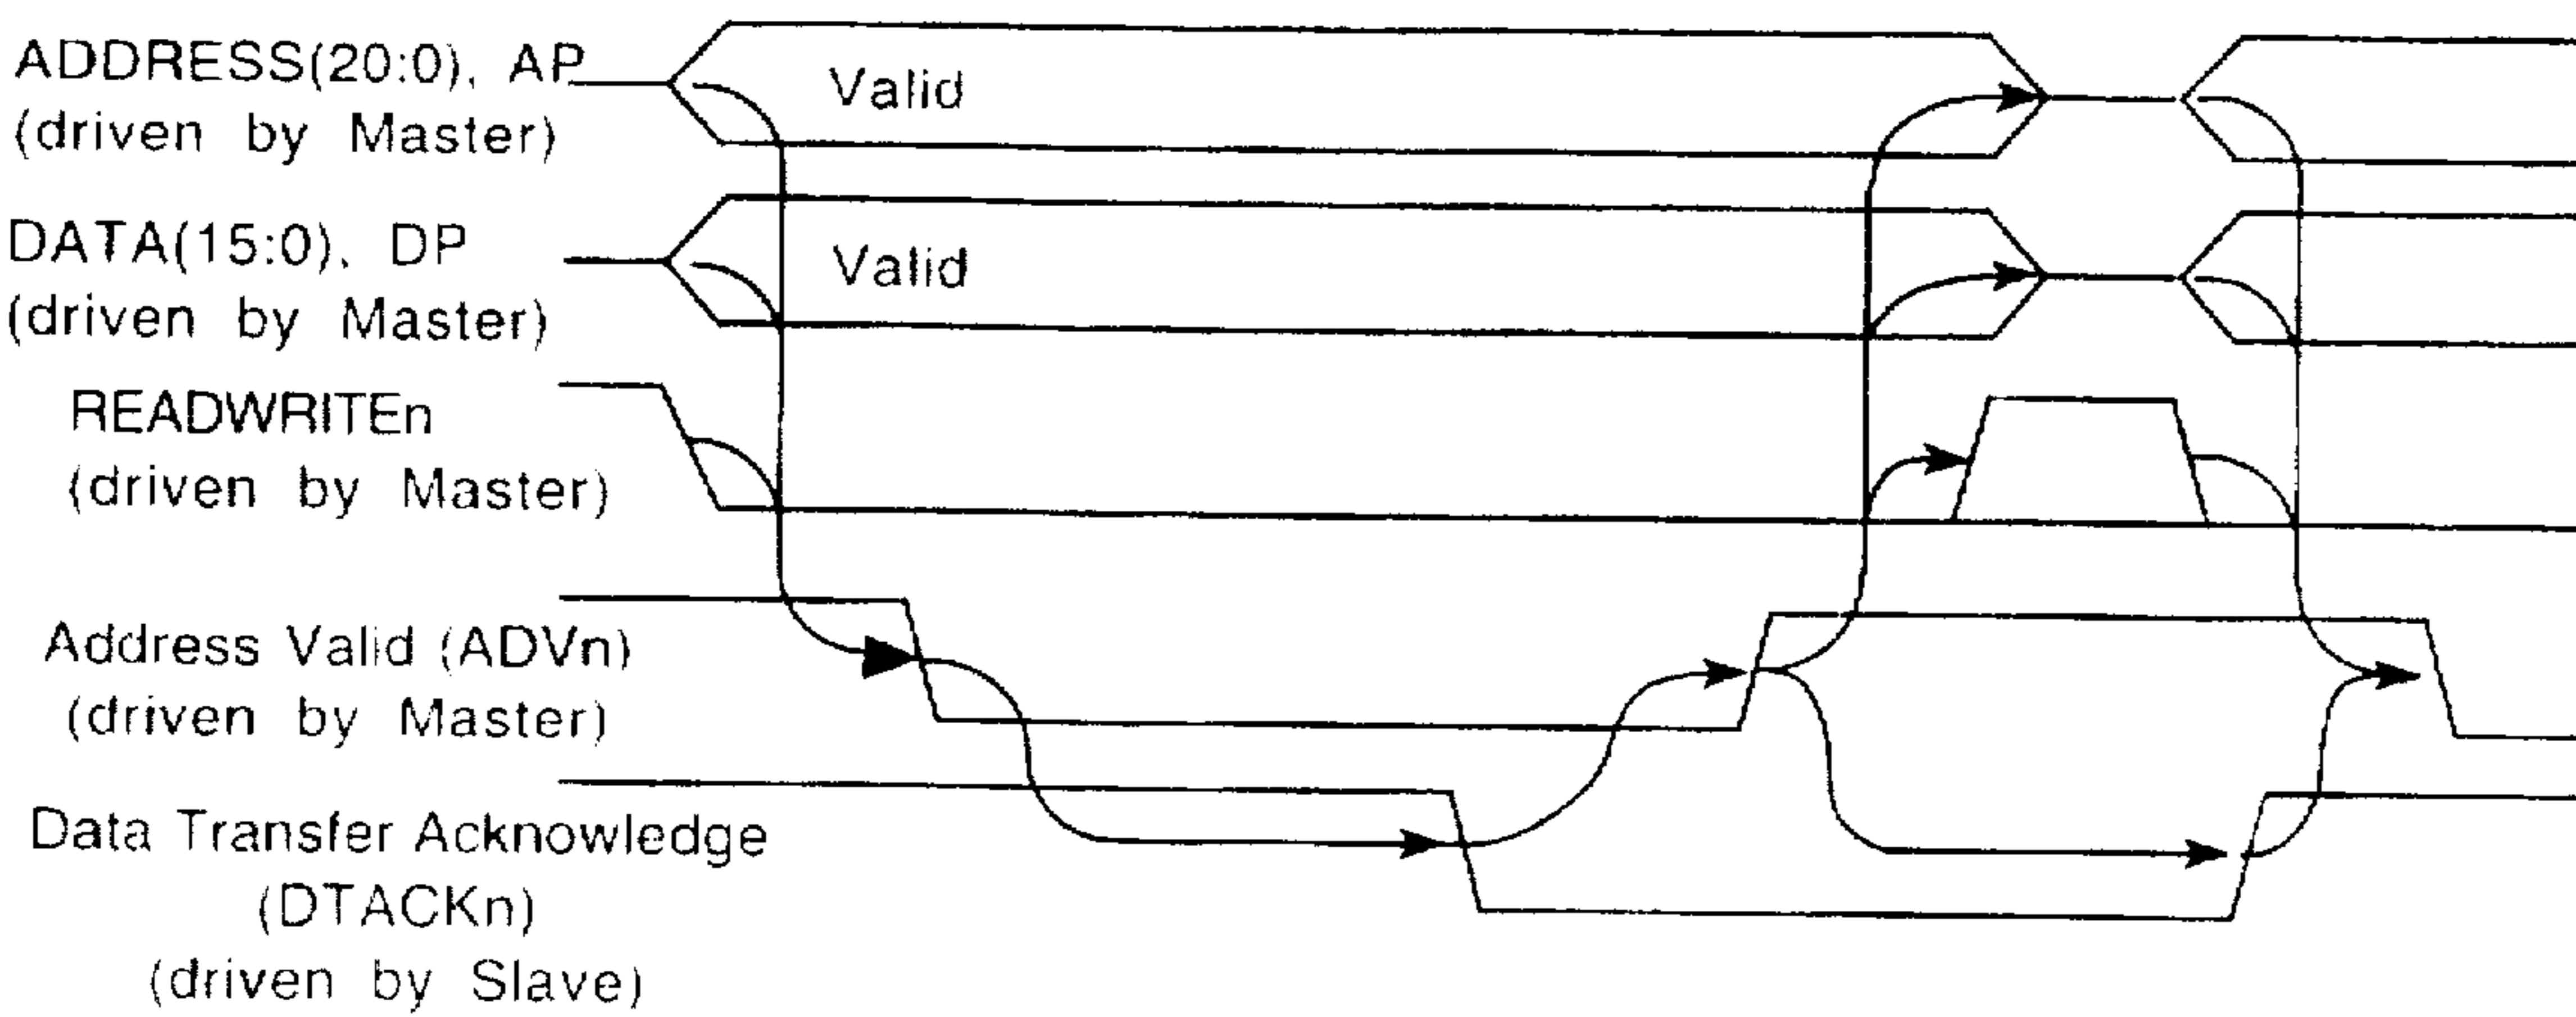 ADDRESS(20:0), AP
(driven by Master)
Valid
DATA(15:0), DP
(driven by Master)
Valid
READWRITEn
(driven by Master)
Address Valid (ADVn)
(driven by Master)
Data Transfer Acknowledge
(DTACKn)
(driven by Slave)